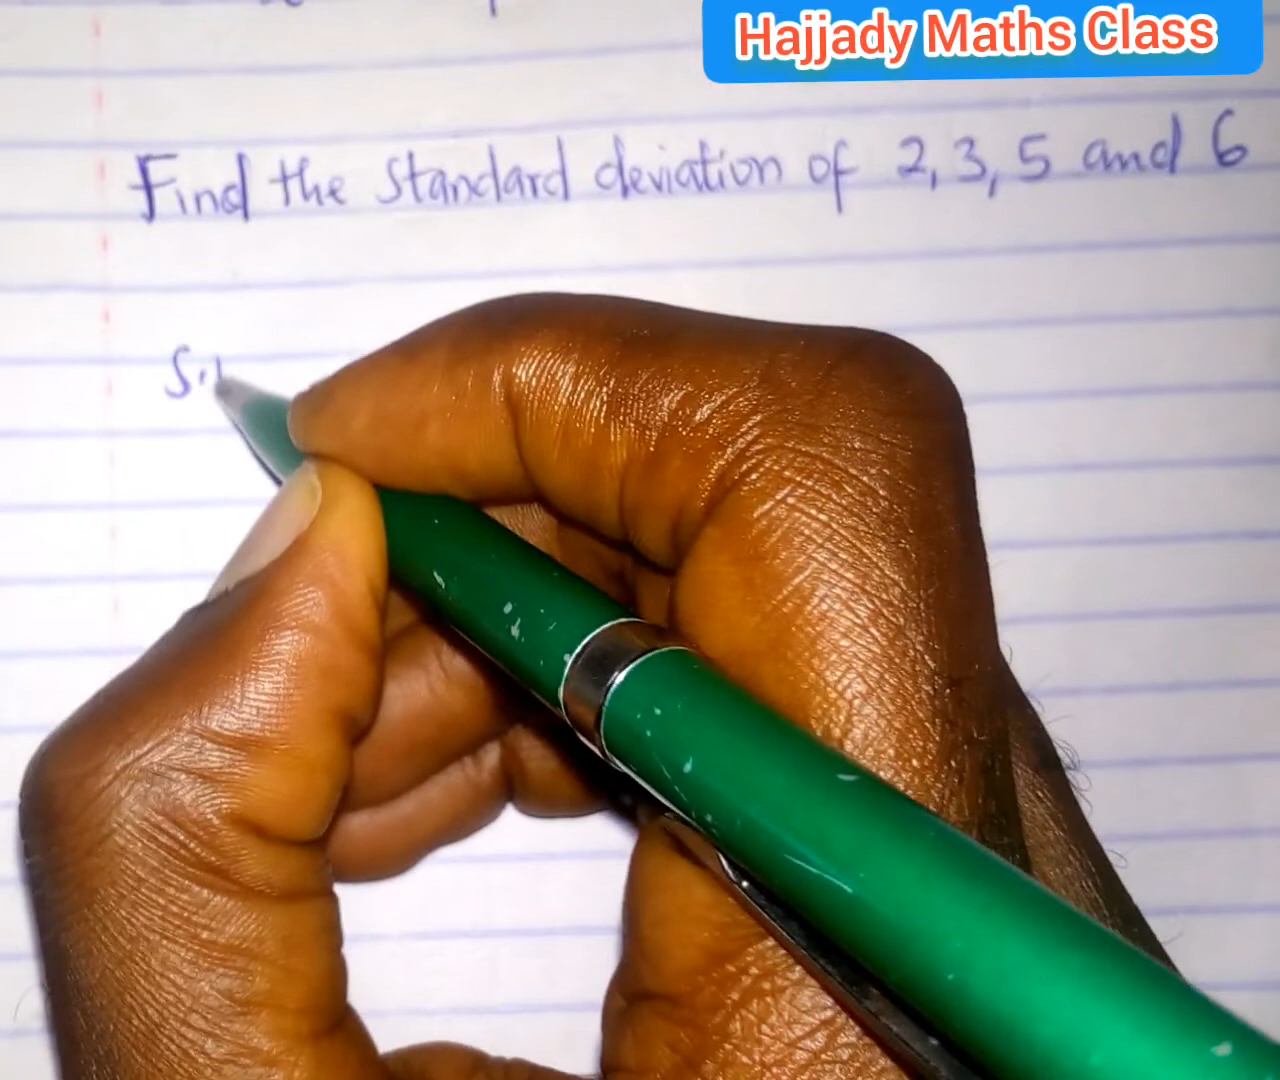 Hajjady Maths Class
Find the standard deviation of 2, 3, 5 and 6